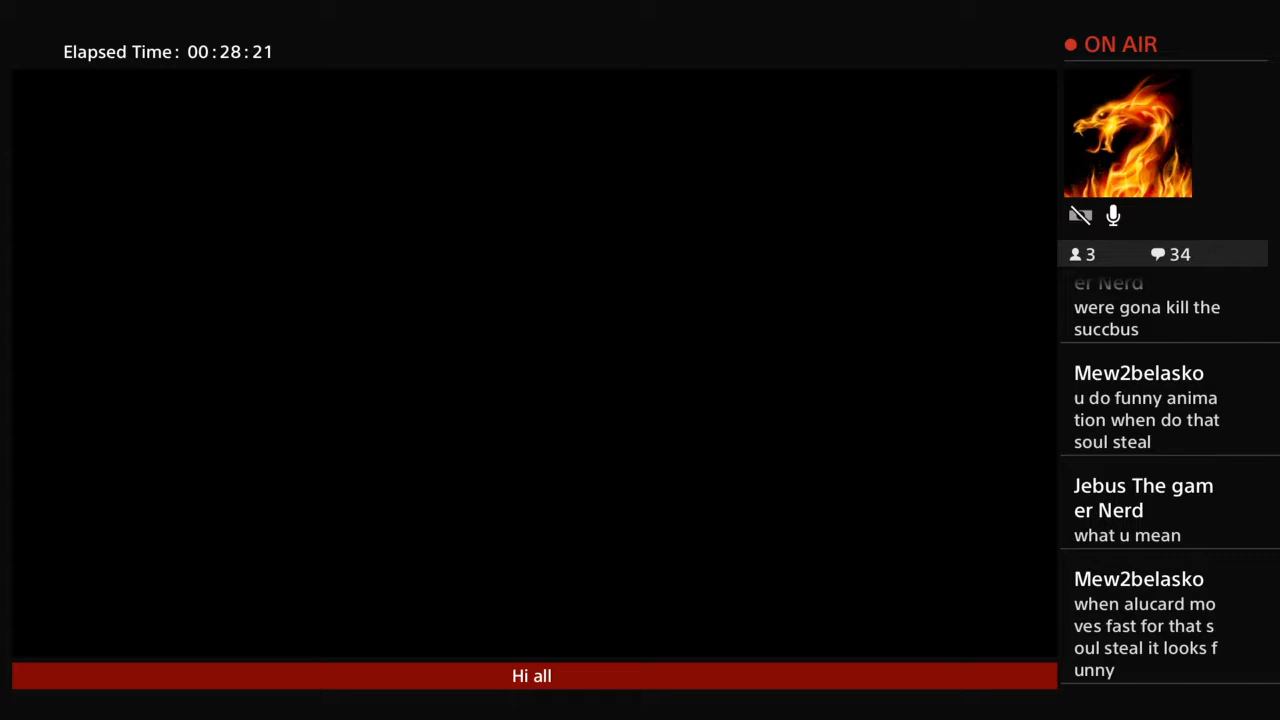 Elapsed Time: 00:28:21
ON AIR
3 34
er Nerd
were gona kill the
succbus
Mew2belasko
u do funny anima
tion when do that
soul steal
Jebus The gam
er Nerd
what u mean
Mew2belasko
when alucard mo
ves fast for that s
oul steal it looks f
unny
Hi all